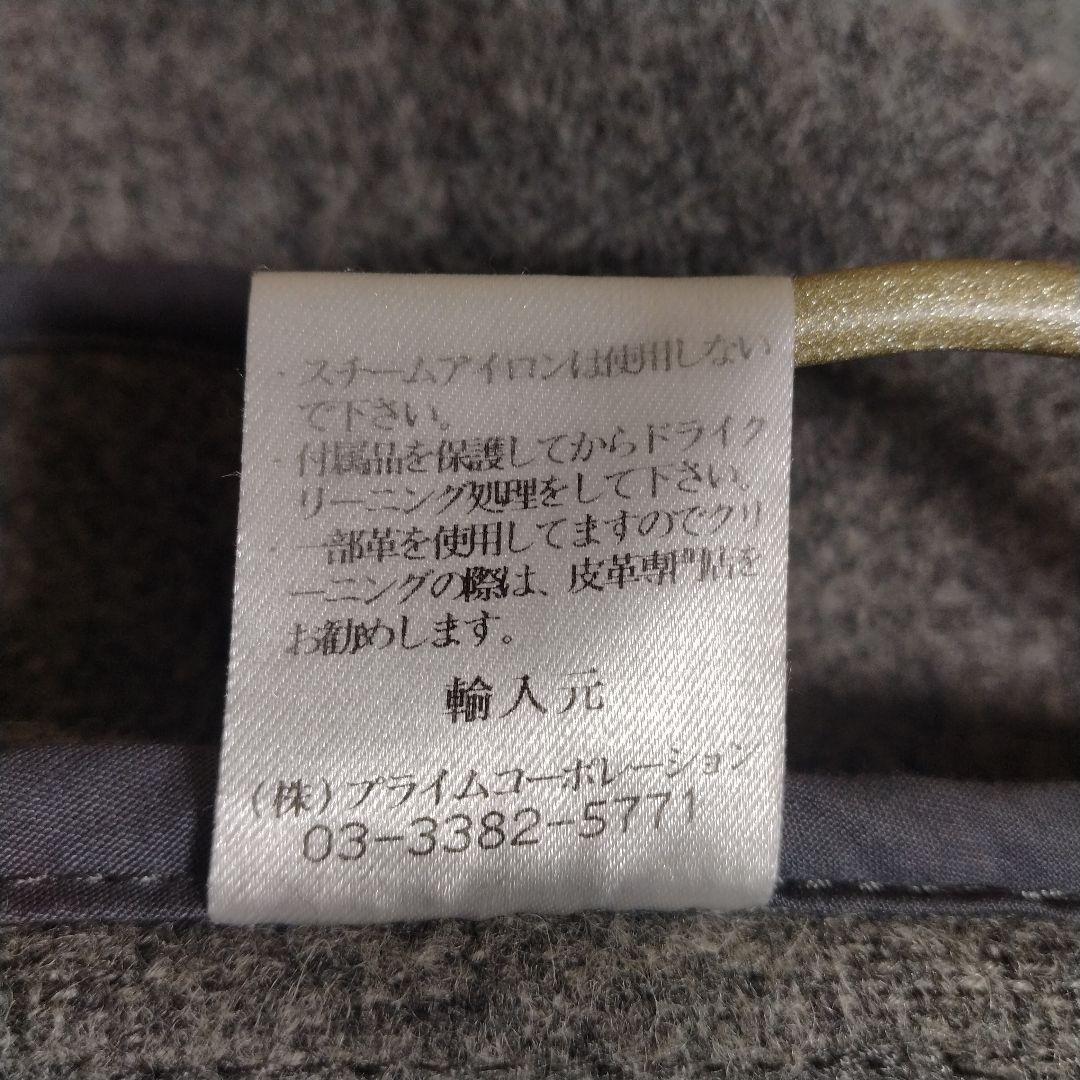 ・スチームアイロンは使用しない
で下さい。
・付属品を保護してからドライク
リーニング処理をして下さい。
・一部革を使用してますのでクリ
ーニングの際は、皮革専門店を
お勧めします。
輸入元
(株)プライムコーポレーション
03-3382-5771